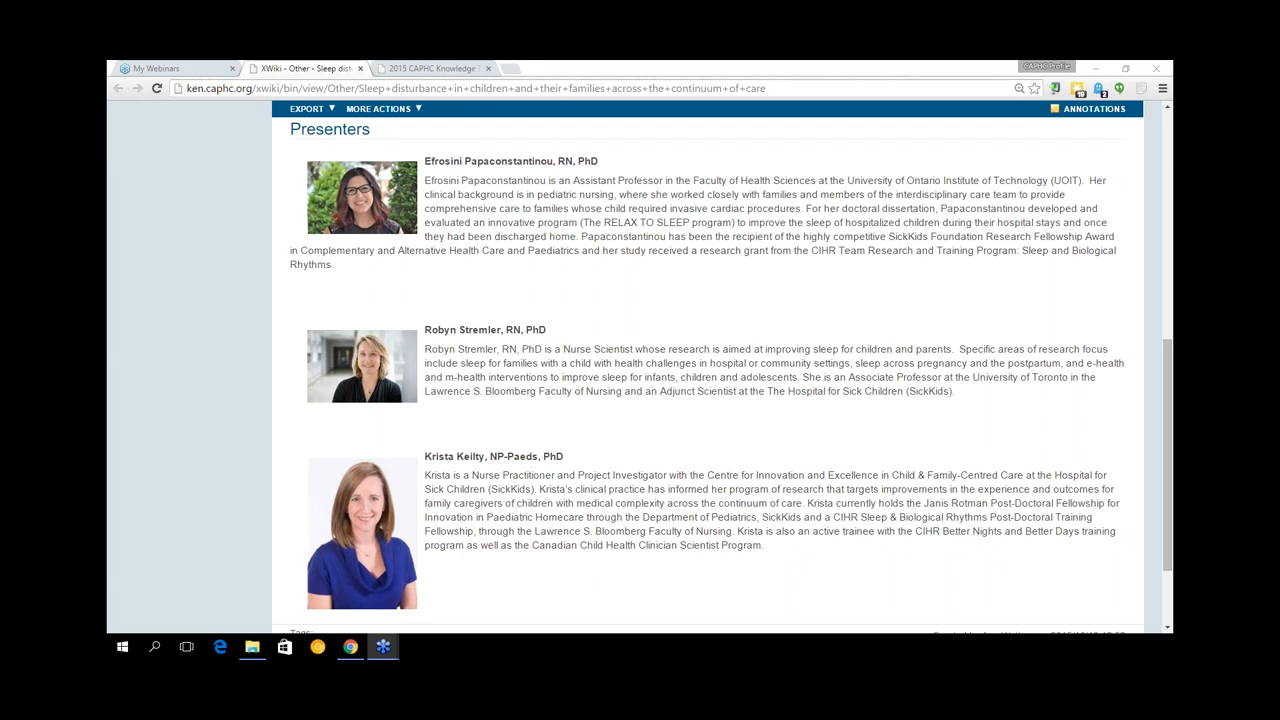 My Webinars
XWiki - Other - Sleep dist
2015 CAPHC Knowledge T
CAPHC Profile
ken.caphc.org/xwiki/bin/view/Other/Sleep+disturbance+in+children+and+their+families+across+the+continuum+of+care
EXPORT MORE ACTIONS ANNOTATIONS
Presenters
Efrosini Papaconstantinou, RN, PhD
Efrosini Papaconstantinou is an Assistant Professor in the Faculty of Health Sciences at the University of Ontario Institute of Technology (UOIT). Her
clinical background is in pediatric nursing, where she worked closely with families and members of the interdisciplinary care team to provide
comprehensive care to families whose child required invasive cardiac procedures. For her doctoral dissertation, Papaconstantinou developed and
evaluated an innovative program (The RELAX TO SLEEP program) to improve the sleep of hospitalized children during their hospital stays and once
they had been discharged home. Papaconstantinou has been the recipient of the highly competitive SickKids Foundation Research Fellowship Award
in Complementary and Alternative Health Care and Paediatrics and her study received a research grant from the CIHR Team Research and Training Program: Sleep and Biological
Rhythms.
Robyn Stremler, RN, PhD
Robyn Stremler, RN, PhD is a Nurse Scientist whose research is aimed at improving sleep for children and parents. Specific areas of research focus
include sleep for families with a child with health challenges in hospital or community settings, sleep across pregnancy and the postpartum, and e-health
and m-health interventions to improve sleep for infants, children and adolescents. She is an Associate Professor at the University of Toronto in the
Lawrence S. Bloomberg Faculty of Nursing and an Adjunct Scientist at the The Hospital for Sick Children (SickKids).
Krista Keilty, NP-Paeds, PhD
Krista is a Nurse Practitioner and Project Investigator with the Centre for Innovation and Excellence in Child & Family-Centred Care at the Hospital for
Sick Children (SickKids). Krista's clinical practice has informed her program of research that targets improvements in the experience and outcomes for
family caregivers of children with medical complexity across the continuum of care. Krista currently holds the Janis Rotman Post-Doctoral Fellowship for
Innovation in Paediatric Homecare through the Department of Pediatrics, SickKids and a CIHR Sleep & Biological Rhythms Post-Doctoral Training
Fellowship, through the Lawrence S. Bloomberg Faculty of Nursing. Krista is also an active trainee with the CIHR Better Nights and Better Days training
program as well as the Canadian Child Health Clinician Scientist Program.
Tags: